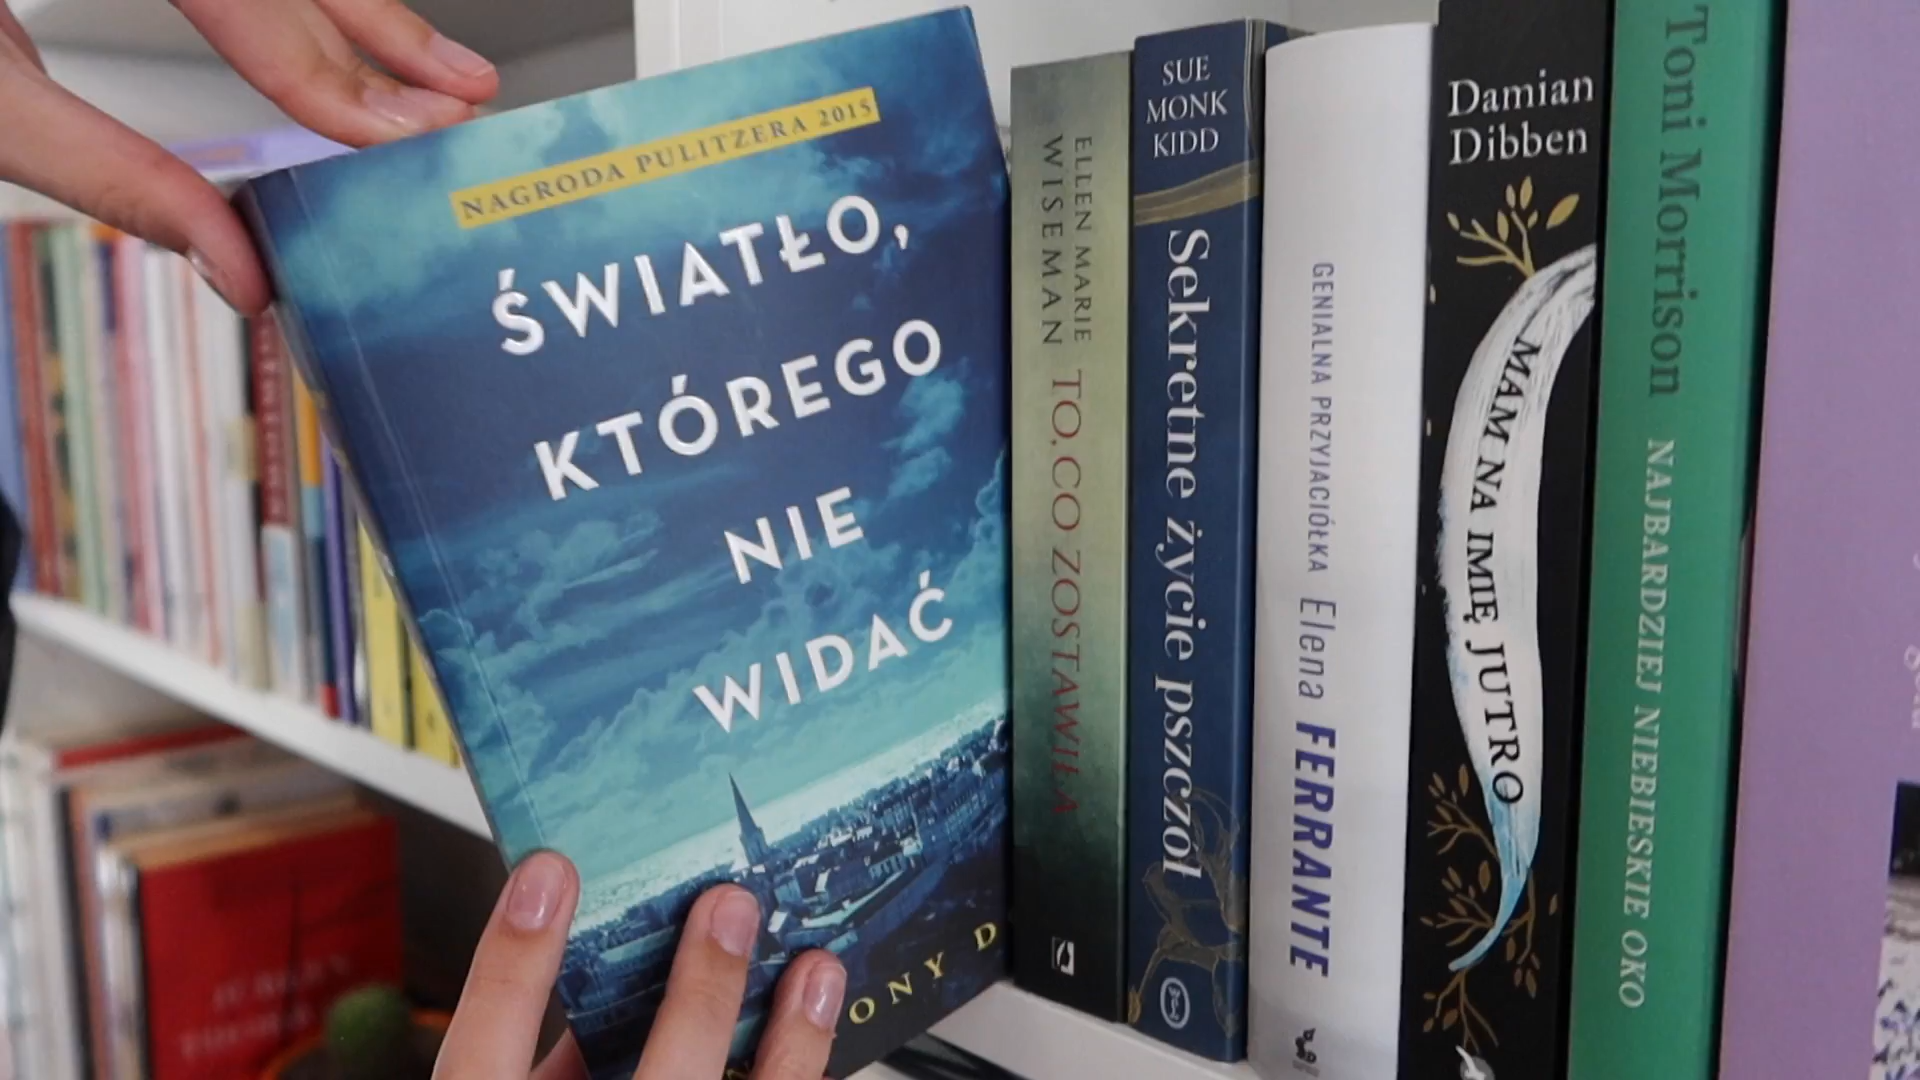 NAGRODA PULITZERA 2015
ŚWIATŁO,
KTÓREGO
NIE
WIDAĆ
ELLEN MARIE
WISEMAN
TO, CO ZOSTAWIŁA
SUE
MONK
KIDD
Sekretne życie pszczół
GENIALNA PRZYJACIÓŁKA Elena FERRANTE
Damian
Dibben
MAM NA IMIĘ JUTRO
Toni Morrison NAJBARDZIEJ NIEBIESKIE OKO